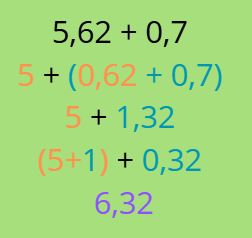 5,62 + 0,7
5 + (0,62 + 0,7)
5 + 1,32
(5+1) + 0,32
6,32